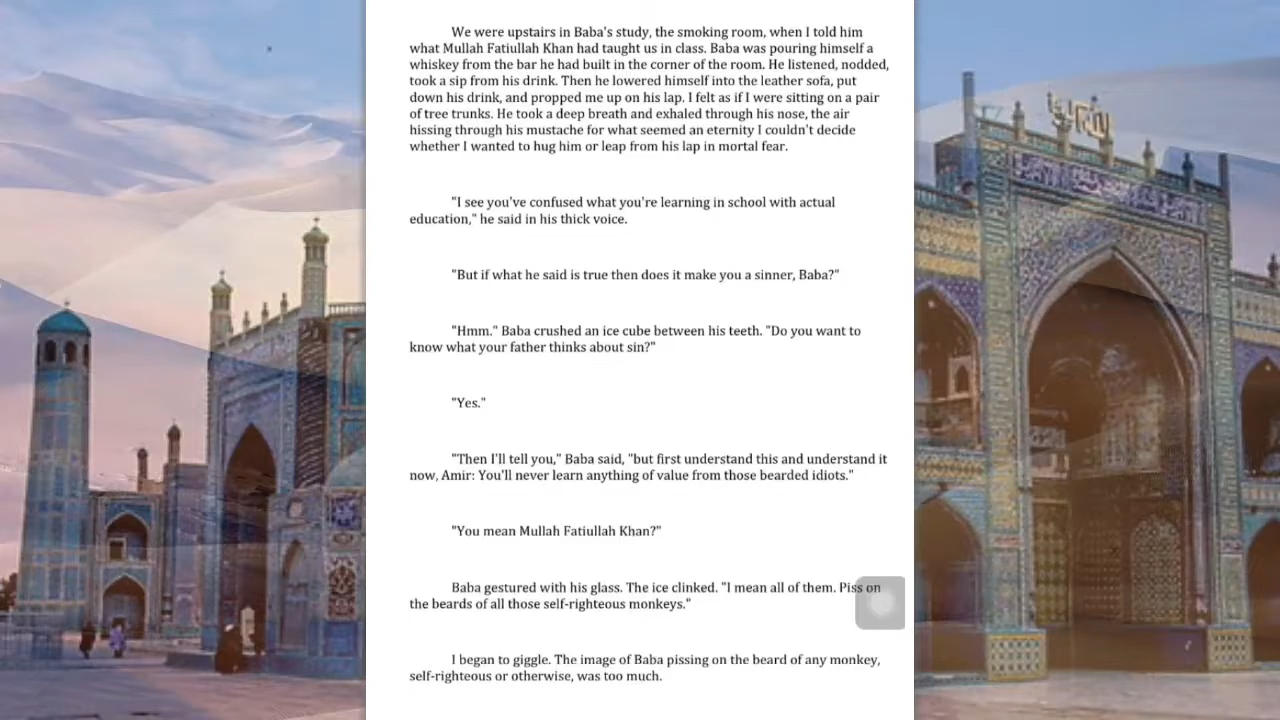 We were upstairs in Baba's study, the smoking room, when I told him
what Mullah Fatiullah Khan had taught us in class. Baba was pouring himself a
whiskey from the bar he had built in the corner of the room. He listened, nodded,
took a sip from his drink. Then he lowered himself into the leather sofa, put
down his drink, and propped me up on his lap. I felt as if I were sitting on a pair
of tree trunks. He took a deep breath and exhaled through his nose, the air
hissing through his mustache for what seemed an eternity I couldn't decide
whether I wanted to hug him or leap from his lap in mortal fear.
"I see you've confused what you're learning in school with actual
education," he said in his thick voice.
"But if what he said is true then does it make you a sinner, Baba?"
"Hmm." Baba crushed an ice cube between his teeth. "Do you want to
know what your father thinks about sin?"
"Yes."
"Then I'll tell you," Baba said, "but first understand this and understand it
now, Amir: You'll never learn anything of value from those bearded idiots."
"You mean Mullah Fatiullah Khan?"
Baba gestured with his glass. The ice clinked. "I mean all of them. Piss on
the beards of all those self-righteous monkeys."
I began to giggle. The image of Baba pissing on the beard of any monkey,
self-righteous or otherwise, was too much.